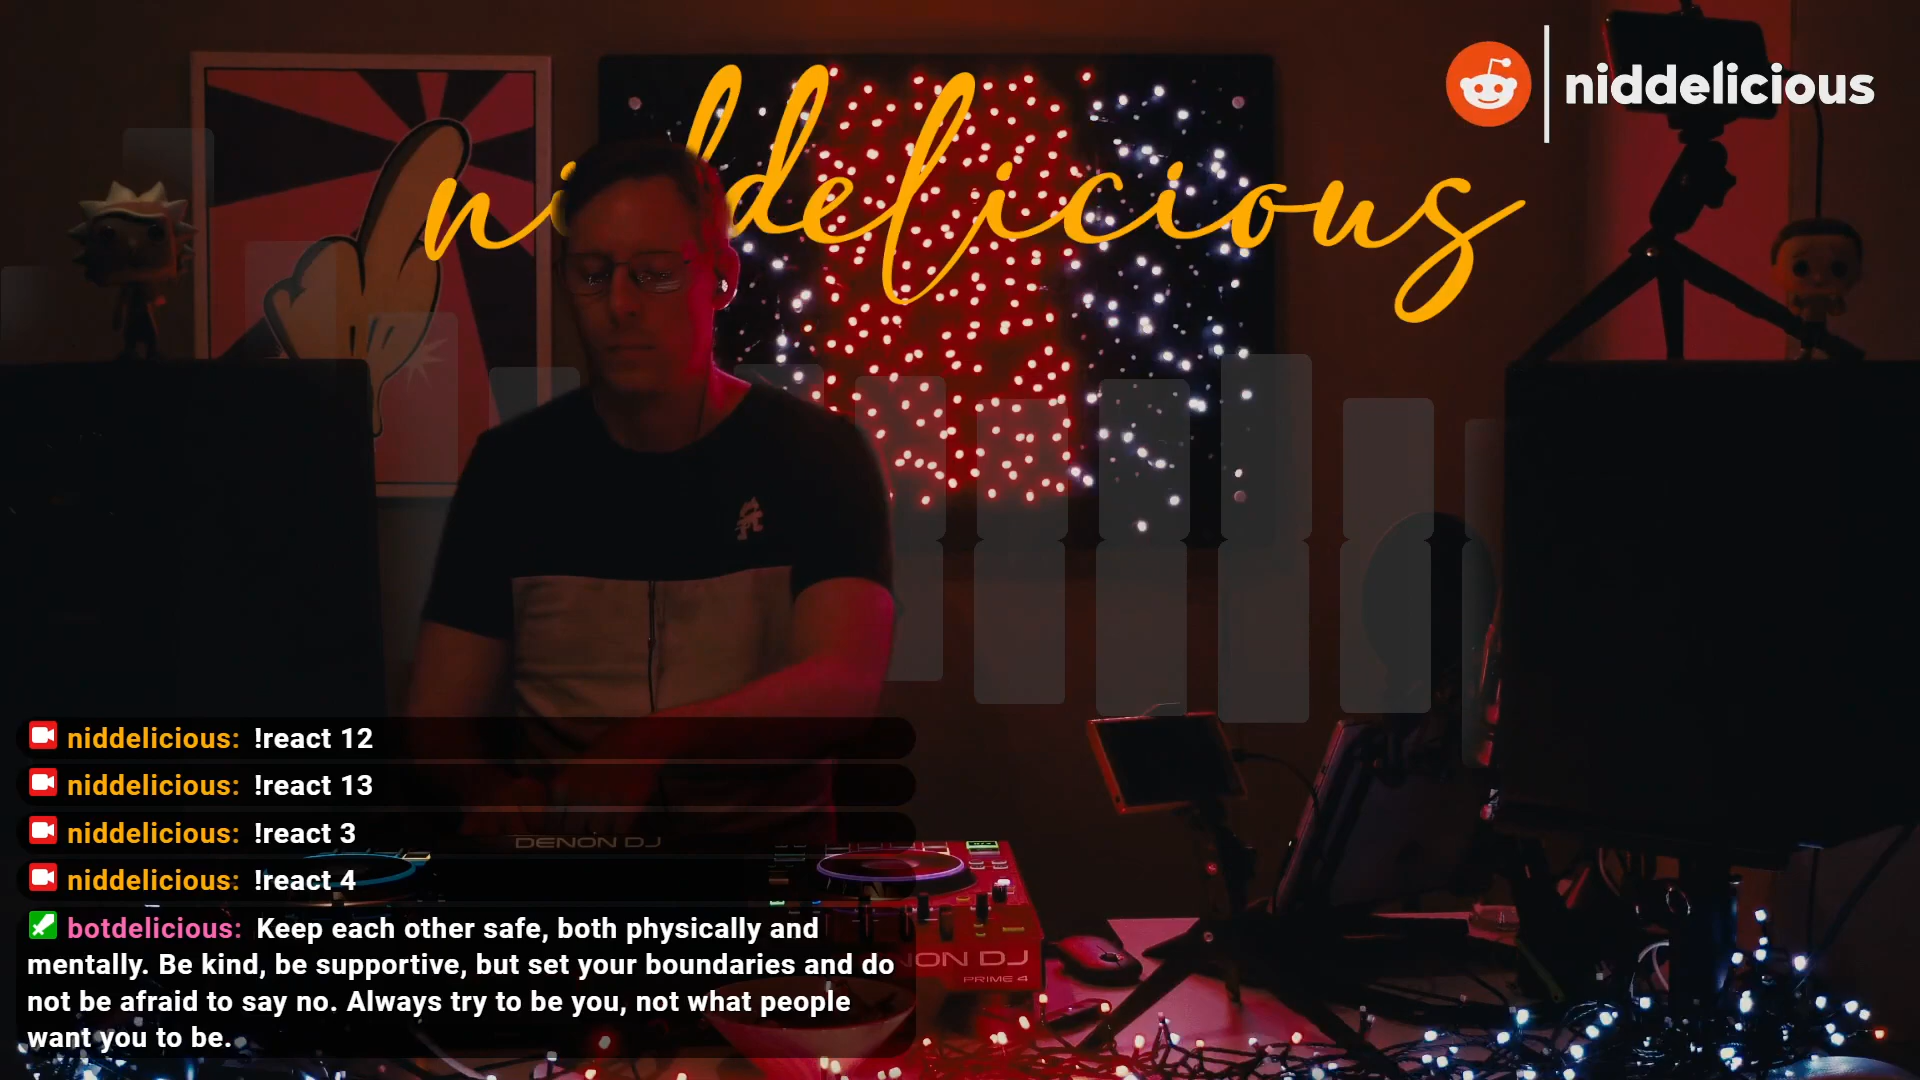 niddelicious
niddelicious
niddelicious: !react 12
niddelicious: !react 13
niddelicious: !react 3
niddelicious: !react 4
DENON DJ
botdelicious: Keep each other safe, both physically and
mentally. Be kind, be supportive, but set your boundaries and do
not be afraid to say no. Always try to be you, not what people
want you to be.
NON DJ
PRIME 4